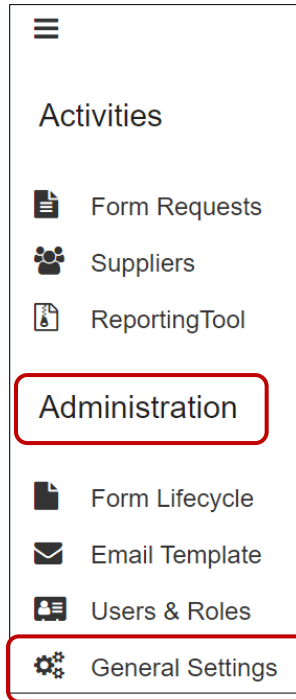 Activities
Form Requests
Suppliers
ReportingTool
Administration
Form Lifecycle
Email Template
Users & Roles
General Settings